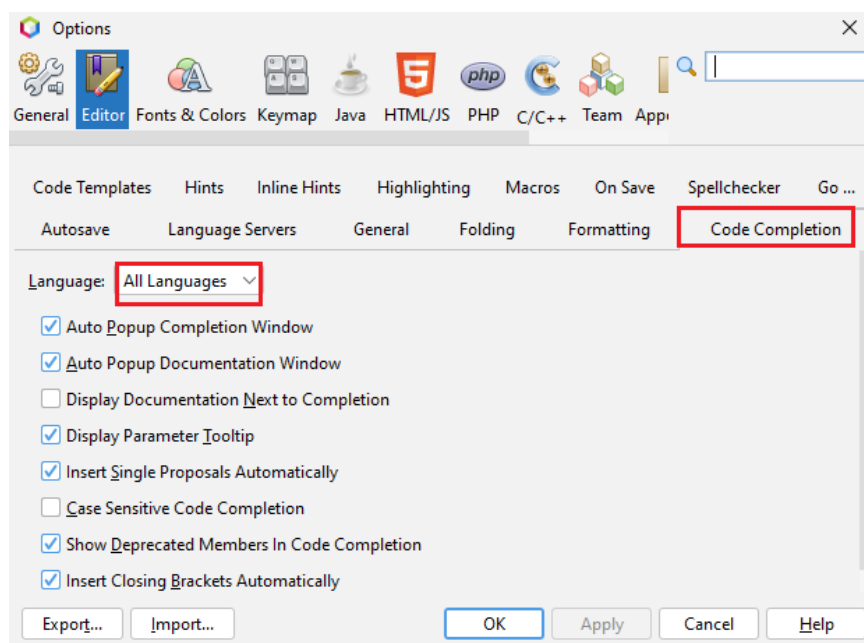 Options
General Editor Fonts & Colors Keymap Java HTML/JS PHP C/C++ Team
php
Code Templates Hints Inline Hints Highlighting Macros On Save Spellchecker Go ...
Autosave Language Servers General Folding Formatting Code Completion
Language: All Languages
Auto Popup Completion Window
Auto Popup Documentation Window
Display Documentation Next to Completion
Display Parameter Tooltip
Insert Single Proposals Automatically
Case Sensitive Code Completion
Show Deprecated Members In Code Completion
Insert Closing Brackets Automatically
Export... Import... OK Apply Cancel Help